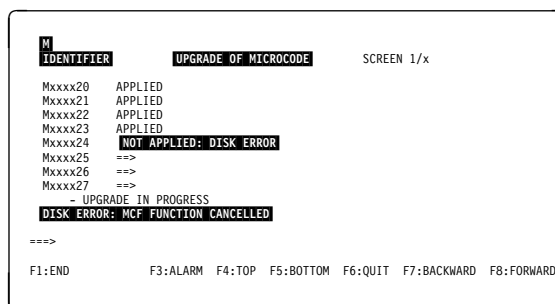 M
IDENTIFIER UPGRADE OF MICROCODE SCREEN 1/x
Mxxxx20 APPLIED
Mxxxx21 APPLIED
Mxxxx22 APPLIED
Mxxxx23 APPLIED
Mxxxx24 NOT APPLIED: DISK ERROR
Mxxxx25 ==>
Mxxxx26 ==>
Mxxxx27 ==>
- UPGRADE IN PROGRESS
DISK ERROR: MCF FUNCTION CANCELLED
===>
F1:END F3:ALARM F4:TOP F5:BOTTOM F6:QUIT F7:BACKWARD F8:FORWARD